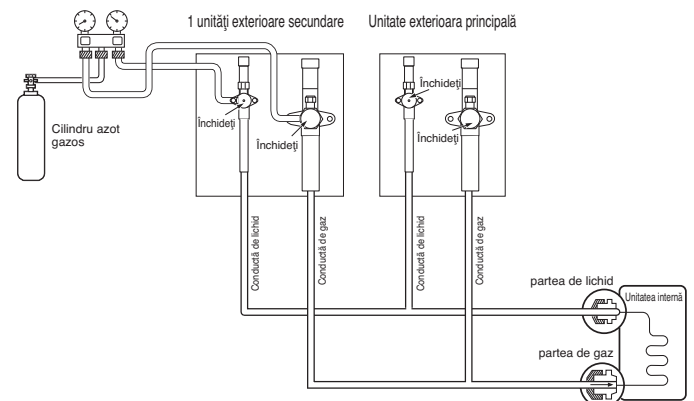 1 unităţi exterioare secundare
Unitate exterioara principală
Închideţi
Închideţi
Închideţi
Închideţi
Cilindru azot
gazos
Conductă de lichid
Conductă de gaz
Conductă de lichid
Conductă de gaz
partea de lichid
Unitatea internă
partea de gaz